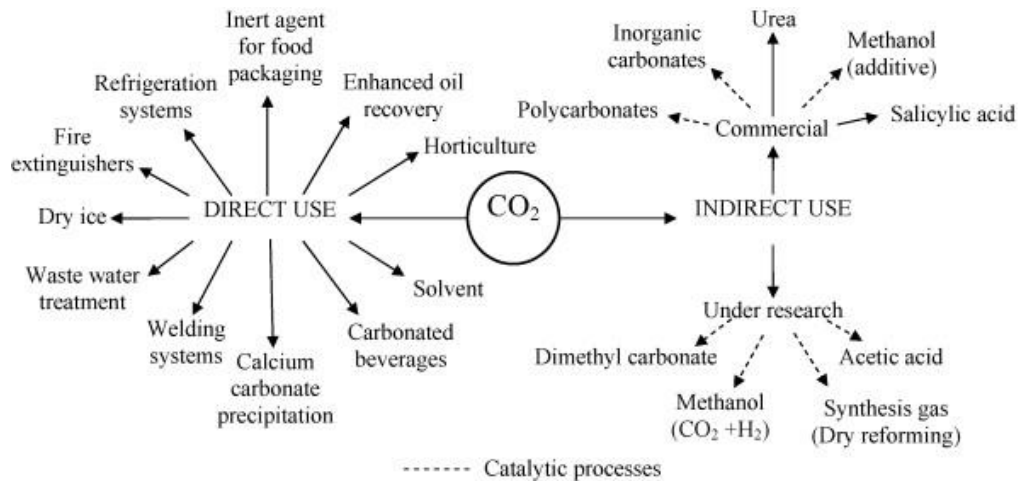 Inert agent
for food
packaging
Refrigeration
systems
Enhanced oil
recovery
Fire
extinguishers
Horticulture
Dry ice
DIRECT USE
Waste water
treatment
Solvent
Welding
systems
Carbonated
beverages
Calcium
carbonate
precipitation
CO₂
Urea
Inorganic
carbonates
Methanol
(additive)
Polycarbonates
Commercial
Salicylic acid
INDIRECT USE
Under research
Dimethyl carbonate
Acetic acid
Methanol
(CO₂ +H₂)
Synthesis gas
(Dry reforming)
Catalytic processes